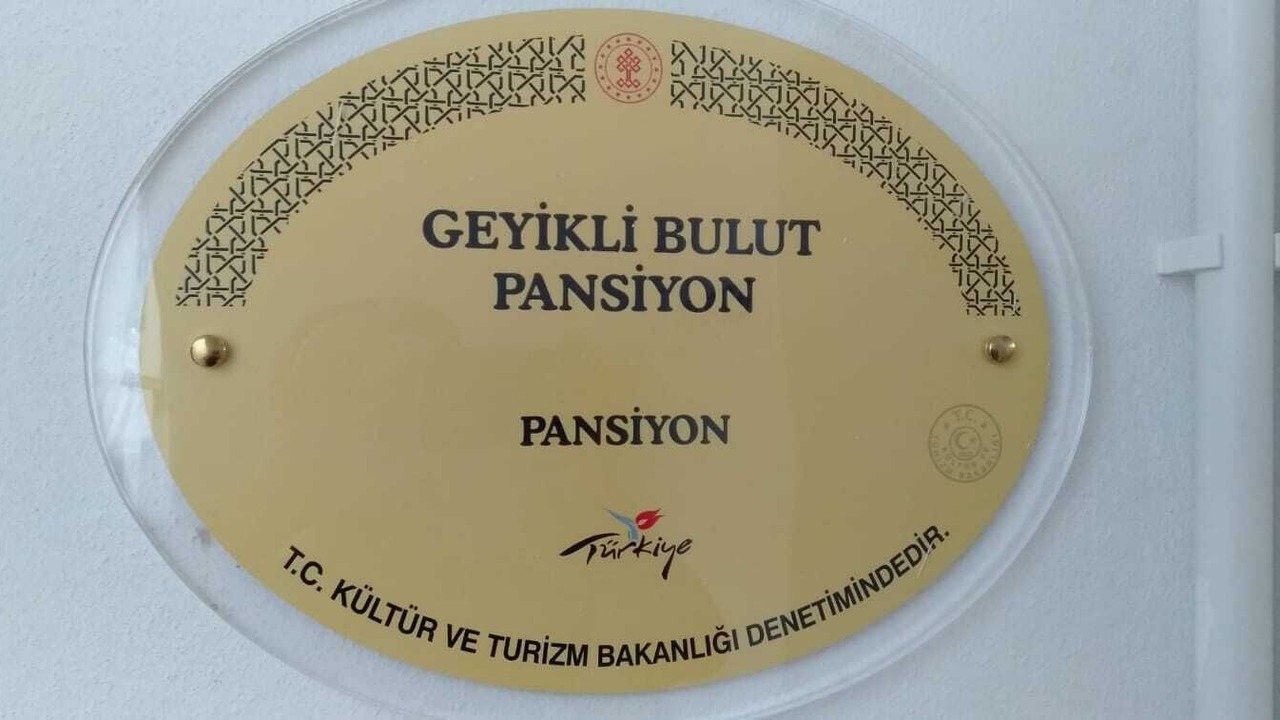 GEYİKLİ BULUT
PANSİYON
PANSİYON
Türkiye
T.C.
T.C. KÜLTÜR VE TURİZM BAKANLIĞI DENETİMİNDEDİR.